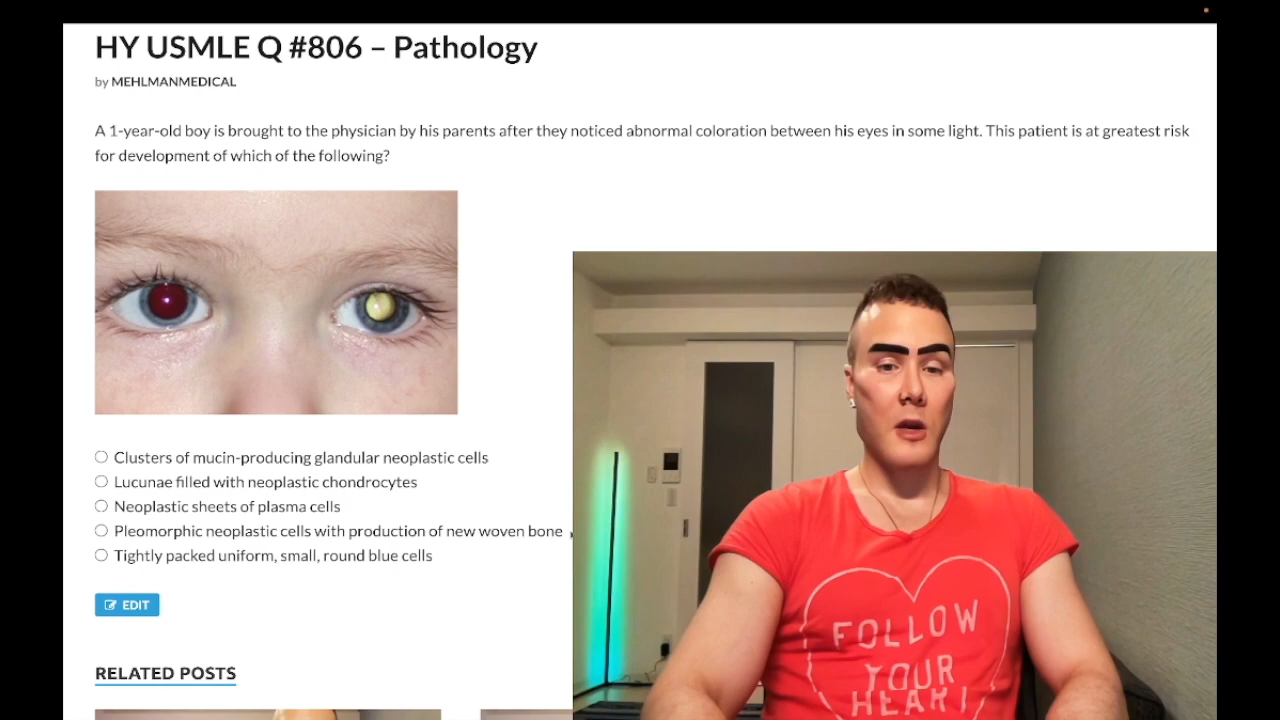 HY USMLE Q #806 – Pathology
by MEHLMANMEDICAL
A 1-year-old boy is brought to the physician by his parents after they noticed abnormal coloration between his eyes in some light. This patient is at greatest risk
for development of which of the following?
Clusters of mucin-producing glandular neoplastic cells
Lucunae filled with neoplastic chondrocytes
Neoplastic sheets of plasma cells
Pleomorphic neoplastic cells with production of new woven bone
Tightly packed uniform, small, round blue cells
EDIT
RELATED POSTS
FOLLOW
YOUR
HEART